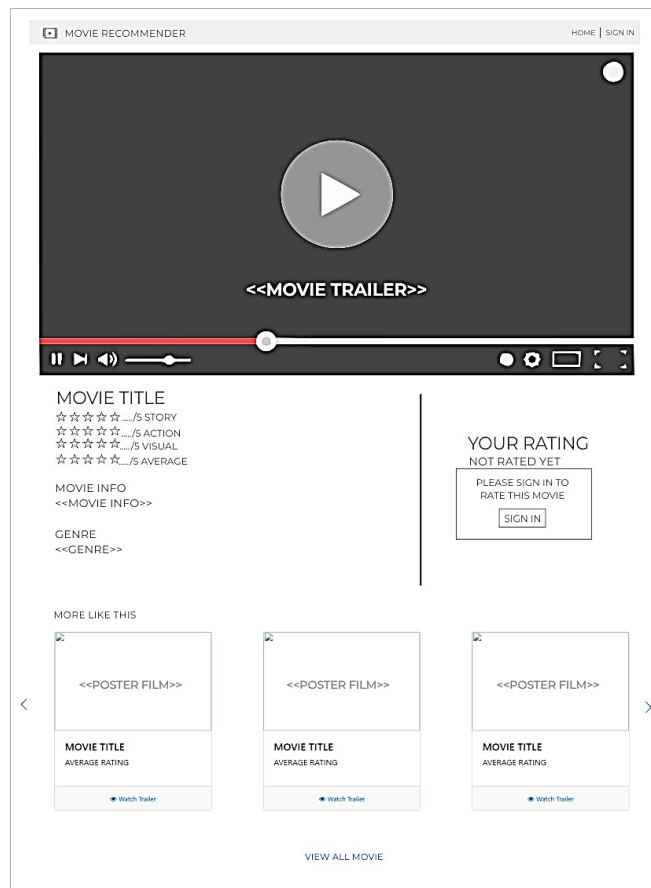 MOVIE RECOMMENDER
HOME | SIGN IN
<<MOVIE TRAILER>>
MOVIE TITLE
☆☆☆☆☆...../5 STORY
☆☆☆☆☆...../5 ACTION
☆☆☆☆☆...../5 VISUAL
☆☆☆☆☆...../5 AVERAGE
MOVIE INFO
<<MOVIE INFO>>
GENRE
<<GENRE>>
YOUR RATING
NOT RATED YET
PLEASE SIGN IN TO
RATE THIS MOVIE
SIGN IN
MORE LIKE THIS
<<POSTER FILM>>
MOVIE TITLE
AVERAGE RATING
Watch Trailer
<<POSTER FILM>>
MOVIE TITLE
AVERAGE RATING
Watch Trailer
<<POSTER FILM>>
MOVIE TITLE
AVERAGE RATING
Watch Trailer
VIEW ALL MOVIE